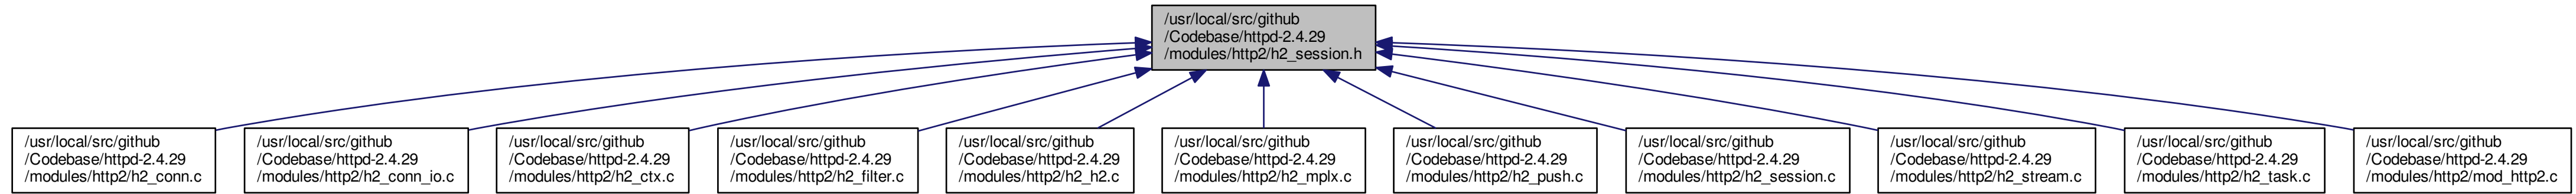 /usr/local/src/github
/Codebase/httpd-2.4.29
/modules/http2/h2_session.h
/usr/local/src/github
/Codebase/httpd-2.4.29
/modules/http2/h2_conn.c
/usr/local/src/github
/Codebase/httpd-2.4.29
/modules/http2/h2_conn_io.c
/usr/local/src/github
/Codebase/httpd-2.4.29
/modules/http2/h2_ctx.c
/usr/local/src/github
/Codebase/httpd-2.4.29
/modules/http2/h2_filter.c
/usr/local/src/github
/Codebase/httpd-2.4.29
/modules/http2/h2_h2.c
/usr/local/src/github
/Codebase/httpd-2.4.29
/modules/http2/h2_mplx.c
/usr/local/src/github
/Codebase/httpd-2.4.29
/modules/http2/h2_push.c
/usr/local/src/github
/Codebase/httpd-2.4.29
/modules/http2/h2_session.c
/usr/local/src/github
/Codebase/httpd-2.4.29
/modules/http2/h2_stream.c
/usr/local/src/github
/Codebase/httpd-2.4.29
/modules/http2/h2_task.c
/usr/local/src/github
/Codebase/httpd-2.4.29
/modules/http2/mod_http2.c